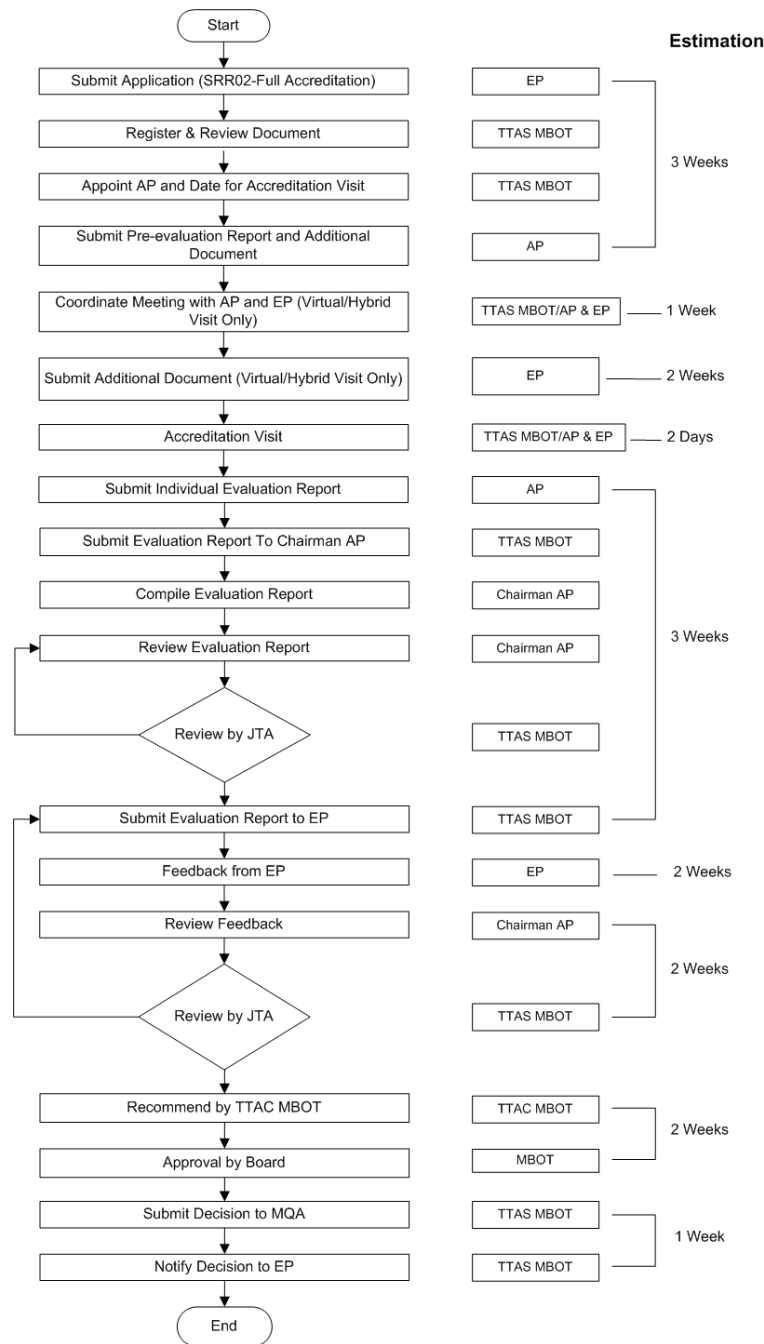 Start
Estimation
Submit Application (SRR02-Full Accreditation)
EP
Register & Review Document
TTAS MBOT
3 Weeks
Appoint AP and Date for Accreditation Visit
TTAS MBOT
Submit Pre-evaluation Report and Additional
Document
AP
Coordinate Meeting with AP and EP (Virtual/Hybrid
Visit Only)
TTAS MBOT/AP & EP
1 Week
Submit Additional Document (Virtual/Hybrid Visit Only)
EP
2 Weeks
Accreditation Visit
TTAS MBOT/AP & EP
2 Days
Submit Individual Evaluation Report
AP
Submit Evaluation Report To Chairman AP
TTAS MBOT
Compile Evaluation Report
Chairman AP
3 Weeks
Review Evaluation Report
Chairman AP
Review by JTA
TTAS MBOT
Submit Evaluation Report to EP
TTAS MBOT
Feedback from EP
EP
2 Weeks
Review Feedback
Chairman AP
2 Weeks
Review by JTA
TTAS MBOT
Recommend by TTAC MBOT
TTAC MBOT
2 Weeks
Approval by Board
MBOT
Submit Decision to MQA
TTAS MBOT
1 Week
Notify Decision to EP
TTAS MBOT
End